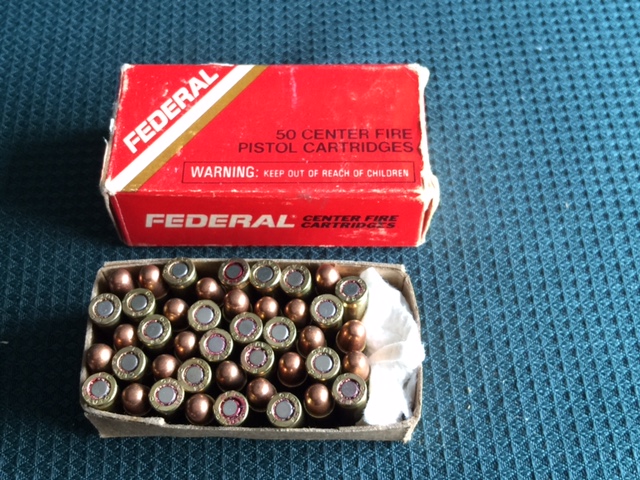 FEDERAL
50 CENTER FIRE
PISTOL CARTRIDGES
WARNING: KEEP OUT OF REACH OF CHILDREN
FEDERAL® CENTER FIRE
CARTRIDGES